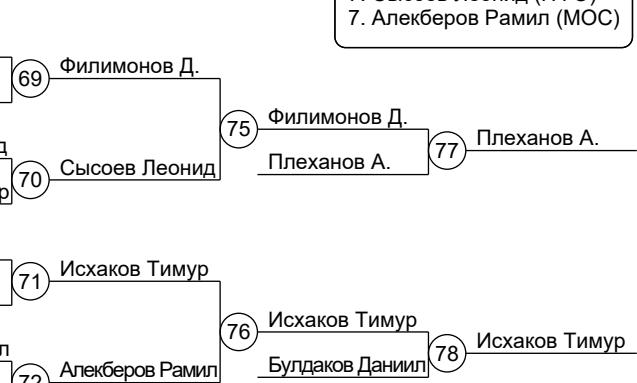 7. Алекберов Рамил (МОС)
69 Филимонов Д.
75 Филимонов Д.
77 Плеханов А.
Плеханов А.
70 Сысоев Леонид
71 Исхаков Тимур
76 Исхаков Тимур
78 Исхаков Тимур
Булдаков Даниил
72 Алекберов Рамил